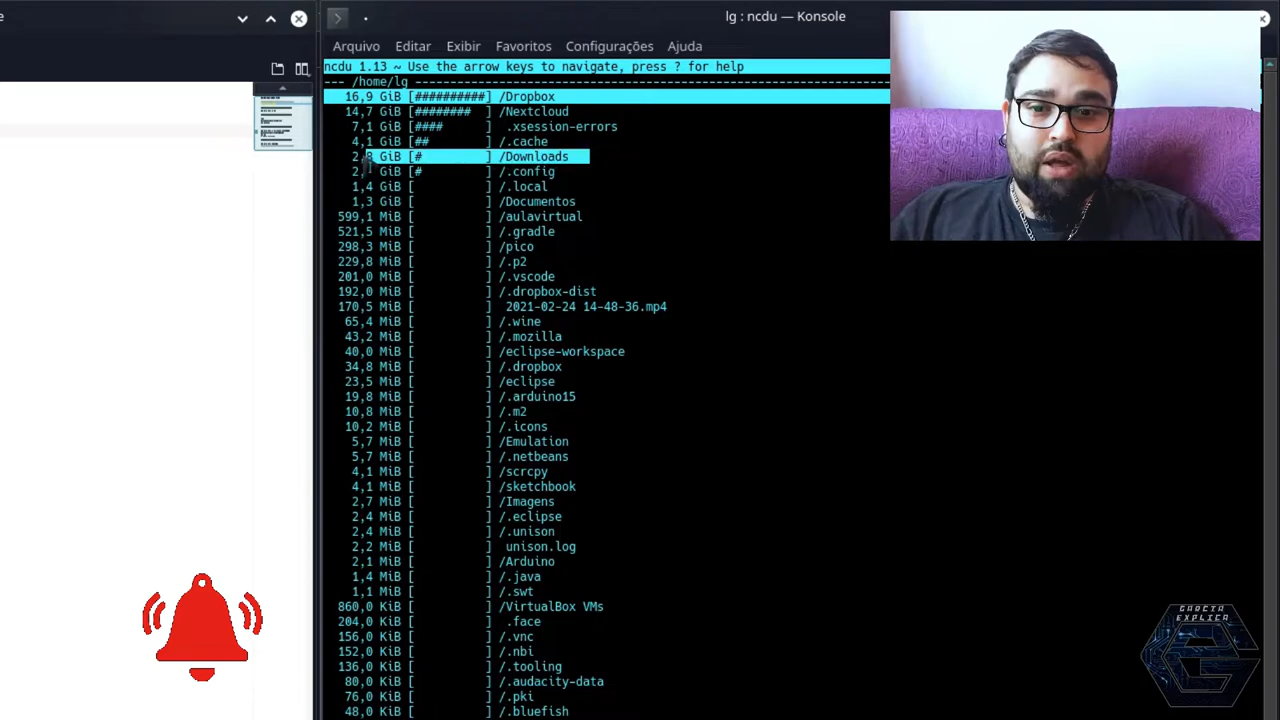 e
lg : ncdu — Konsole
Arquivo Editar Exibir Favoritos Configurações Ajuda
ncdu 1.13 ~ Use the arrow keys to navigate, press ? for help
--- /home/lg ---
16,9 GiB [##########] /Dropbox
14,7 GiB [######## ] /Nextcloud
7,1 GiB [#### .xsession-errors
4,1 GiB [## ] /.cache
GiB [# ] /Downloads
GiB [# ] /.config
1,4 GiB [ ] /.local
1,3 GiB [ ] /Documentos
599,1 MiB [ ] /aulavirtual
521,5 MiB [ ] /.gradle
298,3 MiB [ ] /pico
229,8 MiB [ ] /.p2
201,0 MiB [ ] /.vscode
192,0 MiB [ ] /.dropbox-dist
170,5 MiB [ ] 2021-02-24 14-48-36.mp4
65,4 MiB [ ] /.wine
43,2 MiB [ ] /.mozilla
40,0 MiB [ ] /eclipse-workspace
34,8 MiB [ ] /.dropbox
23,5 MiB [ ] /eclipse
19,8 MiB [ ] /.arduino15
10,8 MiB [ ] /.m2
10,2 MiB [ ] /.icons
5,7 MiB [ ] /Emulation
5,7 MiB [ ] /.netbeans
4,1 MiB [ ] /scrcpy
4,1 MiB [ ] /sketchbook
2,7 MiB [ ] /Imagens
2,4 MiB [ ] /.eclipse
2,4 MiB [ ] /.unison
2,2 MiB [ ] unison.log
2,1 MiB [ ] /Arduino
1,4 MiB [ ] /.java
1,1 MiB [ ] /.swt
860,0 KiB [ ] /VirtualBox VMs
204,0 KiB [ ] .face
156,0 KiB [ ] /.vnc
152,0 KiB [ ] /.nbi
136,0 KiB [ ] /.tooling
80,0 KiB [ ] /.audacity-data
76,0 KiB [ ] /.pki
48,0 KiB [ ] /.bluefish
GARCIA
EXPLICA